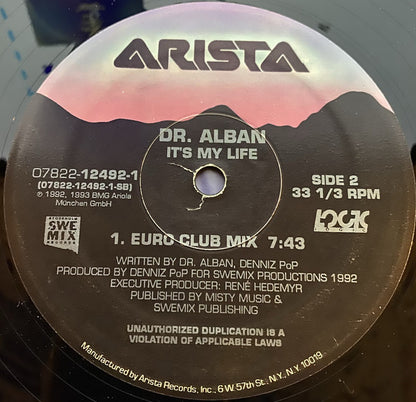 ARISTA
DR. ALBAN
IT'S MY LIFE
07822-12492-1
(07822-12492-1-SB)
℗ 1992, 1993 BMG Ariola
München GmbH
SIDE 2
33 1/3 RPM
STOCKHOLM
SWE
MIX
RECORDS
LOGIC
RECORDS
1. EURO CLUB MIX 7:43
WRITTEN BY DR. ALBAN, DENNIZ PoP
PRODUCED BY DENNIZ PoP FOR SWEMIX PRODUCTIONS 1992
EXECUTIVE PRODUCER: RENÉ HEDEMYR
PUBLISHED BY MISTY MUSIC &
SWEMIX PUBLISHING
UNAUTHORIZED DUPLICATION IS A
VIOLATION OF APPLICABLE LAWS
Manufactured by Arista Records, Inc., 6 W. 57th St., N.Y., N.Y. 10019